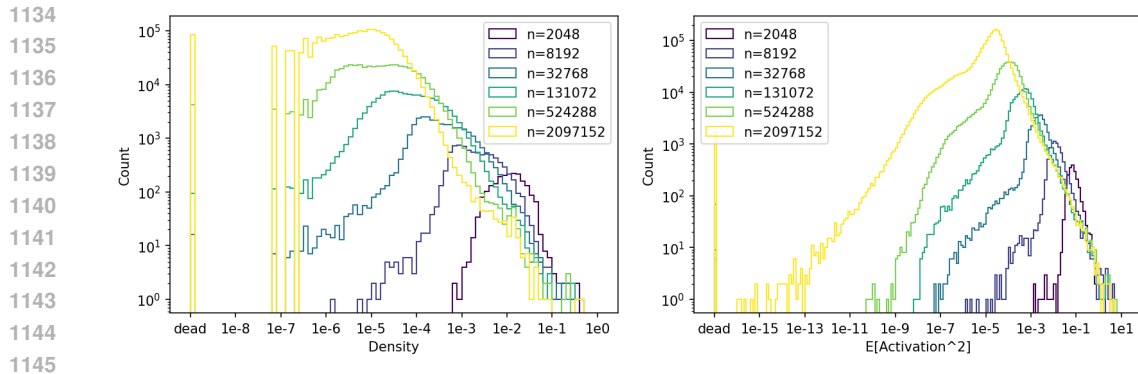 1134
1135
1136
1137
1138
1139
1140
1141
1142
1143
1144
1145
10^5
10^4
10^3
10^2
10^1
10^0
Count
n=2048
n=8192
n=32768
n=131072
n=524288
n=2097152
dead 1e-8 1e-7 1e-6 1e-5 1e-4 1e-3 1e-2 1e-1 1e0
Density
10^5
10^4
10^3
10^2
10^1
10^0
Count
n=2048
n=8192
n=32768
n=131072
n=524288
n=2097152
dead 1e-15 1e-13 1e-11 1e-9 1e-7 1e-5 1e-3 1e-1 1e1
E[Activation^2]